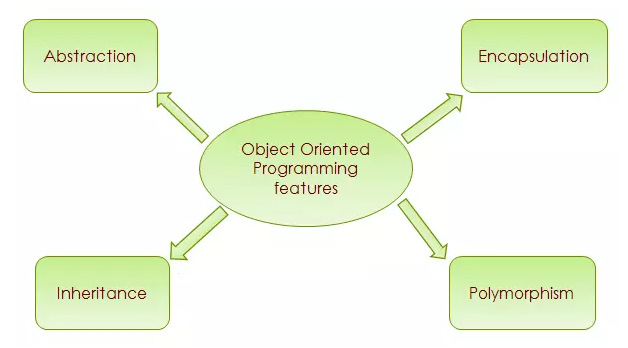 Abstraction
Encapsulation
Object Oriented
Programming
features
Inheritance
Polymorphism